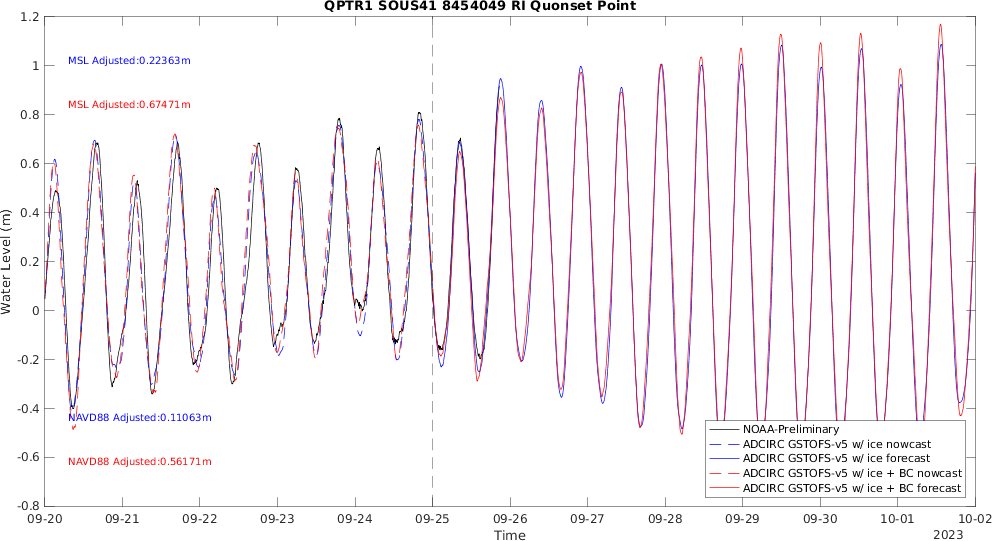 QPTR1 SOUS41 8454049 RI Quonset Point
1.2
1
0.8
0.6
0.4
0.2
0
-0.2
-0.4
-0.6
-0.8
Water Level (m)
MSL Adjusted:0.22363m
MSL Adjusted:0.67471m
NAVD88 Adjusted:0.11063m
NAVD88 Adjusted:0.56171m
NOAA-Preliminary
ADCIRC GSTOFS-v5 w/ ice nowcast
ADCIRC GSTOFS-v5 w/ ice forecast
ADCIRC GSTOFS-v5 w/ ice + BC nowcast
ADCIRC GSTOFS-v5 w/ ice + BC forecast
09-20 09-21 09-22 09-23 09-24 09-25 09-26 09-27 09-28 09-29 09-30 10-01 10-02
Time
2023